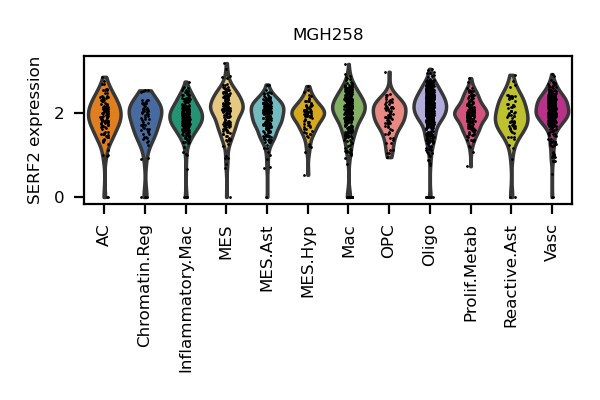 MGH258
SERF2 expression
2
0
AC
Chromatin.Reg
Inflammatory.Mac
MES
MES.Ast
MES.Hyp
Mac
OPC
Oligo
Prolif.Metab
Reactive.Ast
Vasc